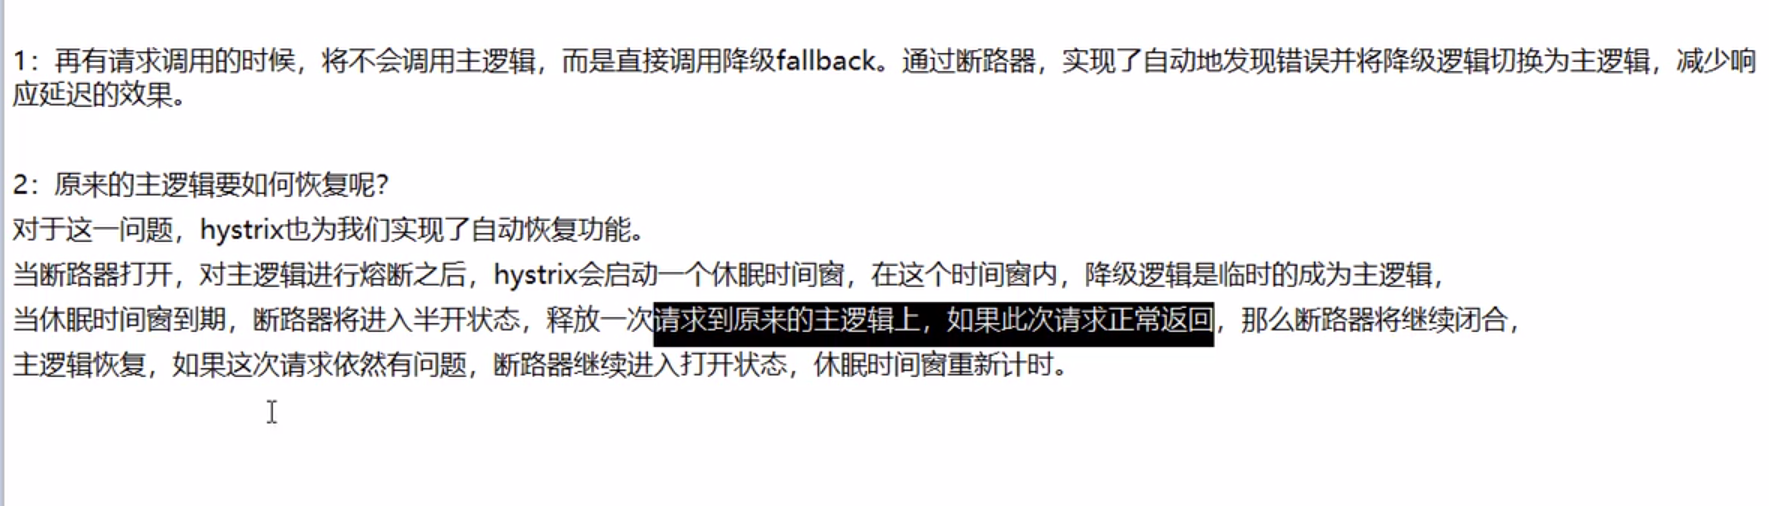 1：再有请求调用的时候，将不会调用主逻辑，而是直接调用降级fallback。通过断路器，实现了自动地发现错误并将降级逻辑切换为主逻辑，减少响
应延迟的效果。
2：原来的主逻辑要如何恢复呢？
对于这一问题，hystrix也为我们实现了自动恢复功能。
当断路器打开，对主逻辑进行熔断之后，hystrix会启动一个休眠时间窗，在这个时间窗内，降级逻辑是临时的成为主逻辑，
当休眠时间窗到期，断路器将进入半开状态，释放一次请求到原来的主逻辑上，如果此次请求正常返回，那么断路器将继续闭合，
主逻辑恢复，如果这次请求依然有问题，断路器继续进入打开状态，休眠时间窗重新计时。